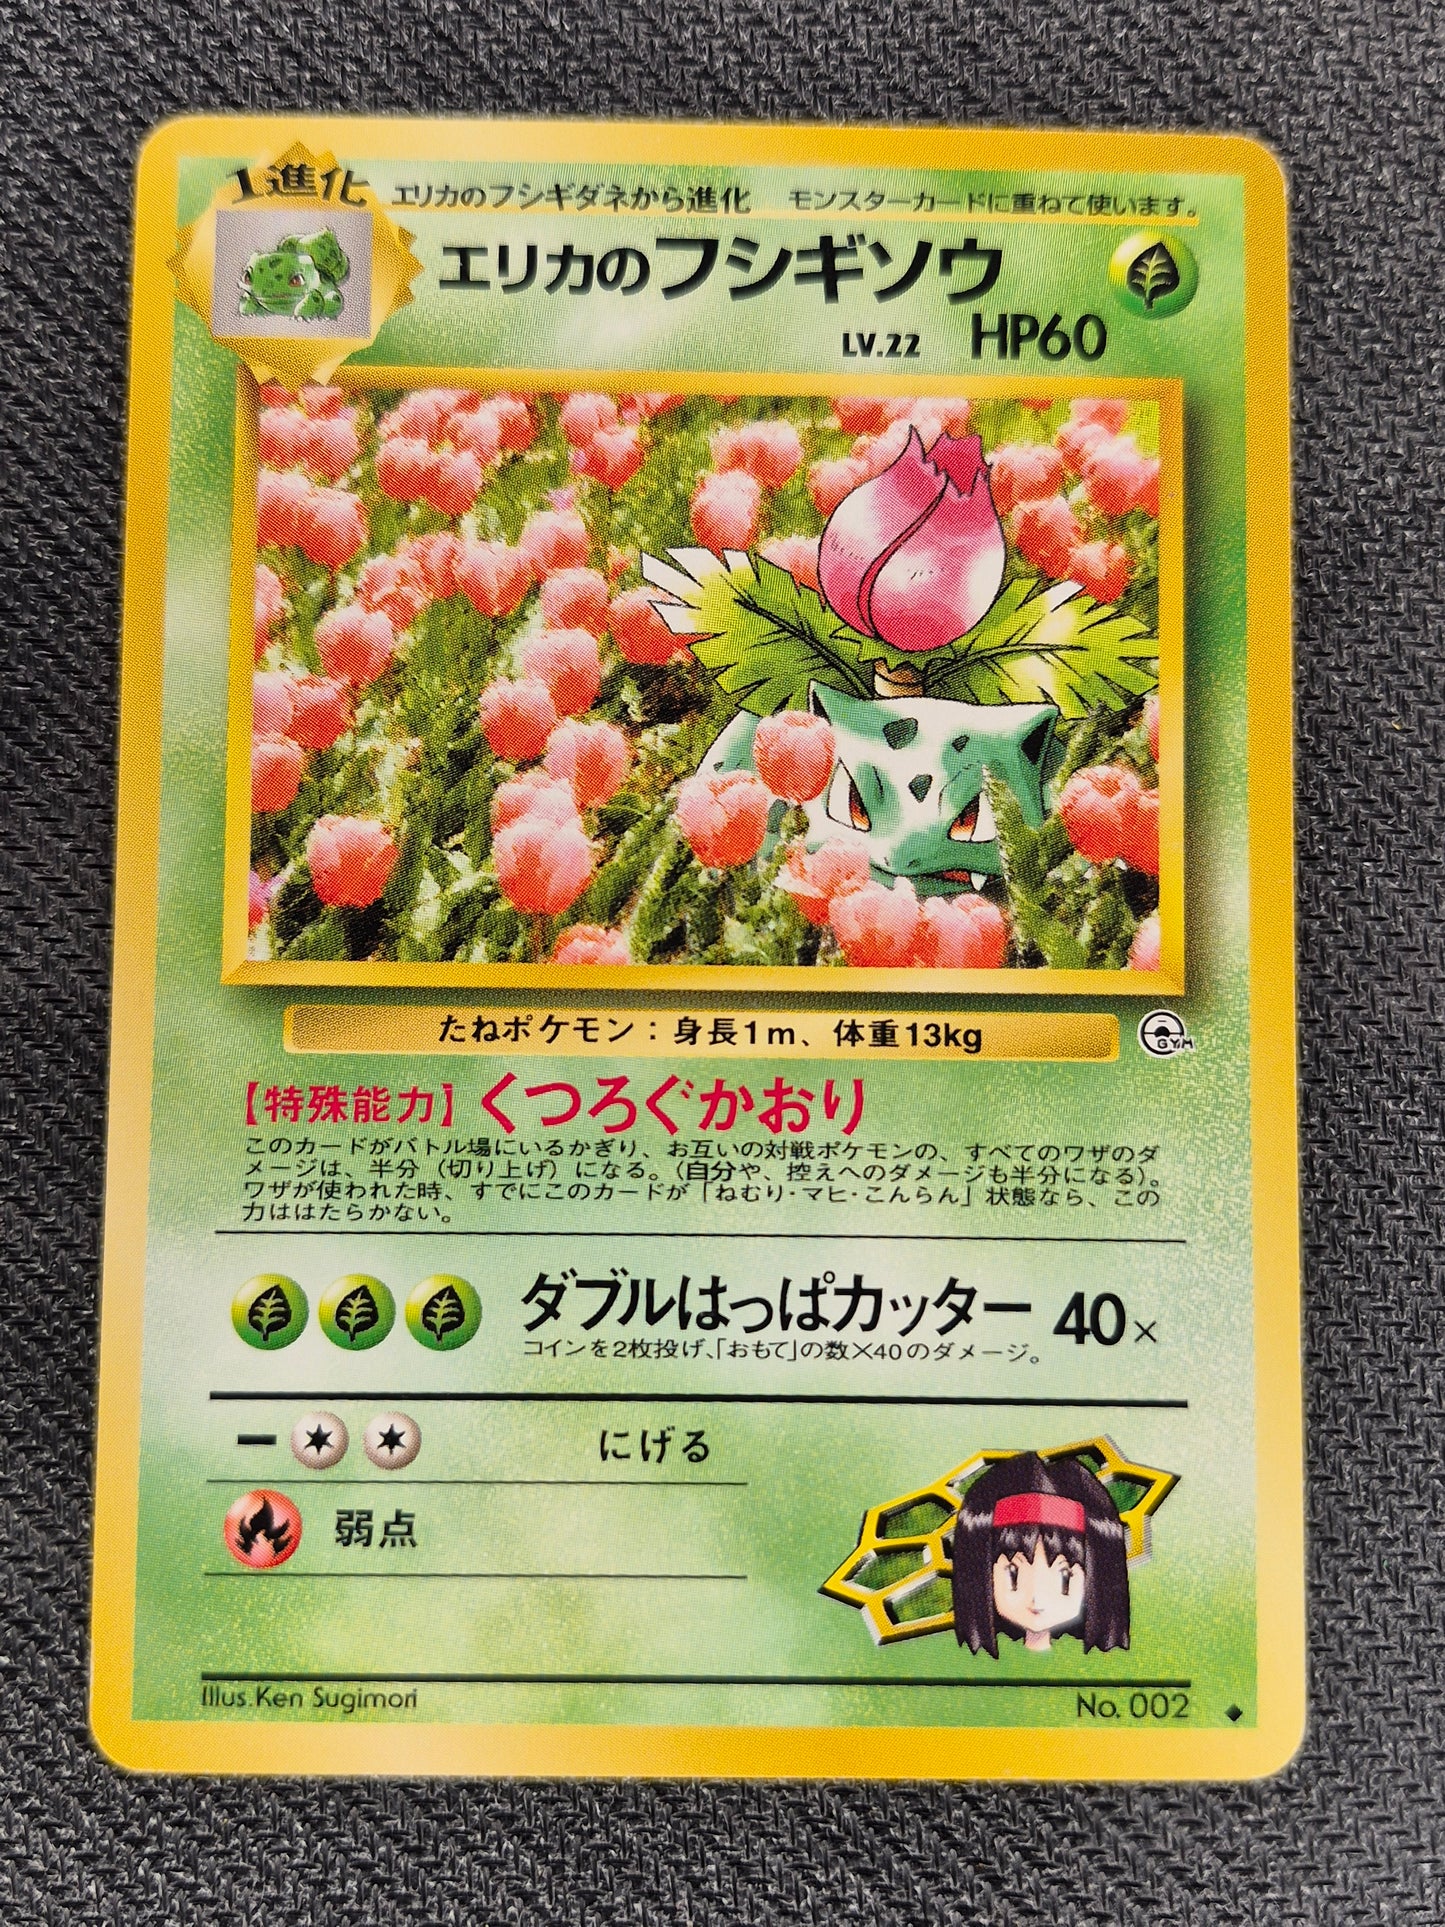 1進化
エリカのフシギダネから進化 モンスターカードに重ねて使います。
エリカのフシギソウ
LV.22 HP60
たねポケモン：身長1m、体重13kg
GYM
【特殊能力】くつろぐかおり
このカードがバトル場にいるかぎり、お互いの対戦ポケモンの、すべてのワザのダ
メージは、半分（切り上げ）になる。（自分や、控えへのダメージも半分になる）。
ワザが使われた時、すでにこのカードが「ねむり・マヒ・こんらん」状態なら、この
力ははたらかない。
ダブルはっぱカッター 40×
コインを2枚投げ、「おもて」の数×40のダメージ。
ー にげる
弱点
Illus.Ken Sugimori No. 002